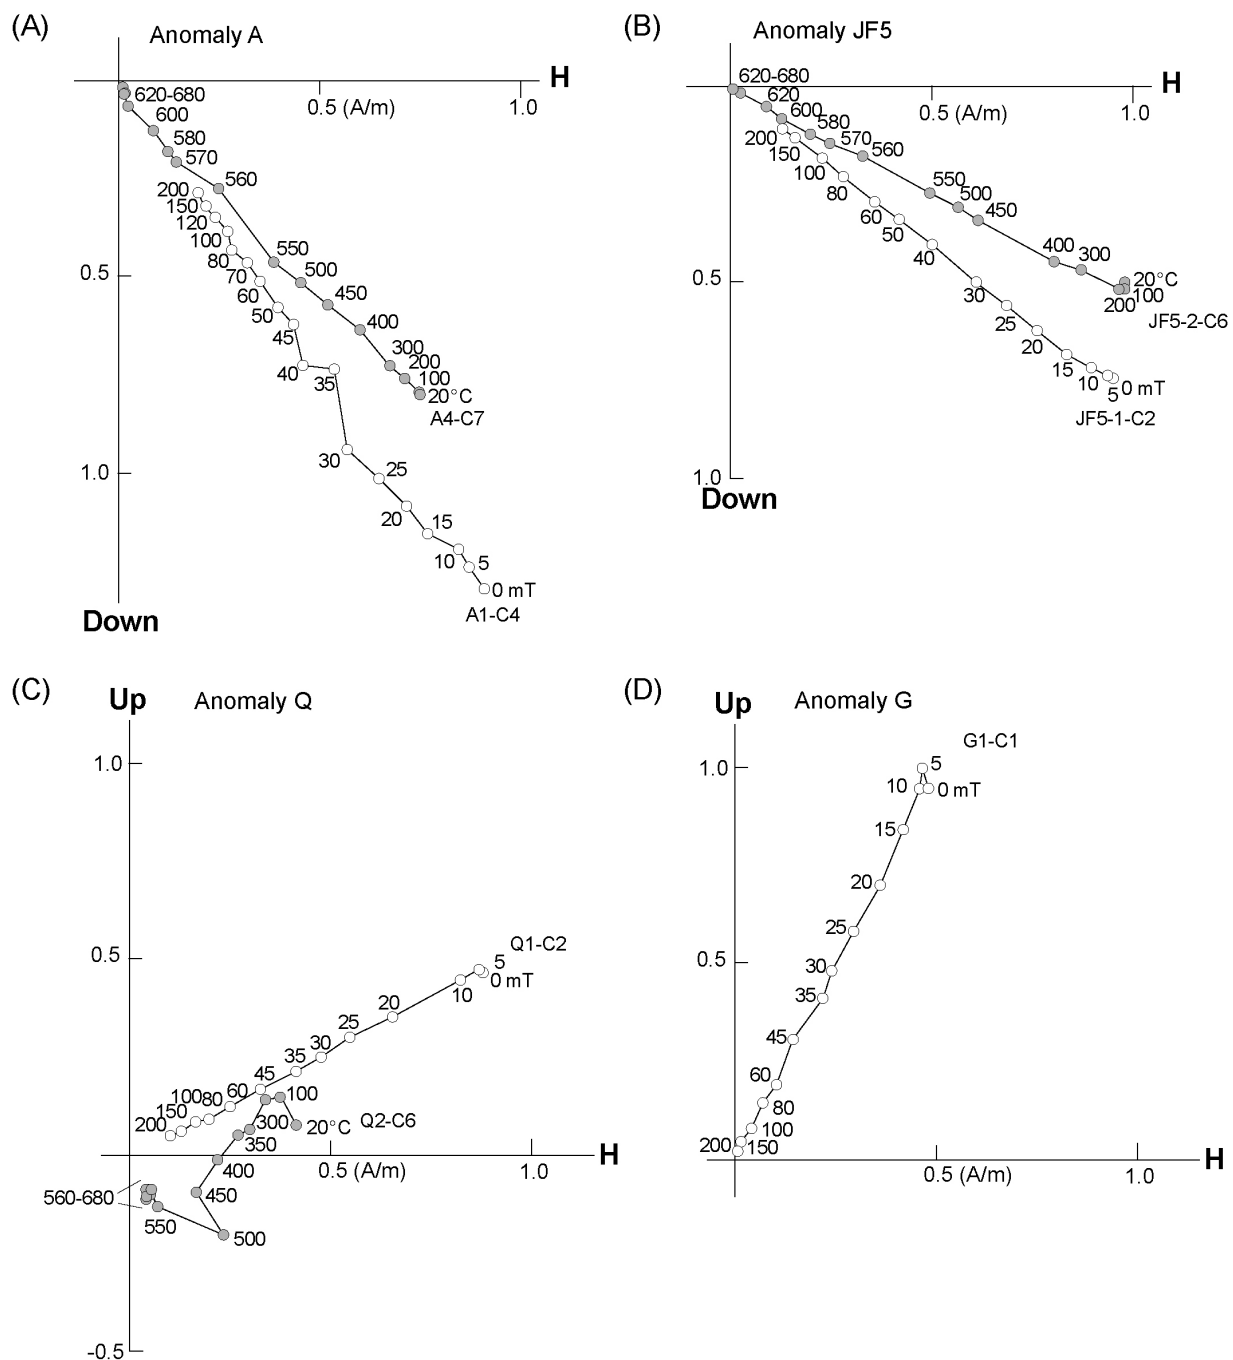 (A)
Anomaly A
H
0.5 (A/m)
1.0
620-680
600
580
570
560
550
500
450
400
300
200
100
20°C
A4-C7
200
150
120
100
80
70
60
50
45
40
35
30
25
20
15
10
5
0 mT
A1-C4
0.5
1.0
Down
(B)
Anomaly JF5
H
0.5 (A/m)
1.0
620-680
620
600
580
570
560
550
500
450
400
300
20°C
200
100
JF5-2-C6
200
150
100
80
60
50
40
30
25
20
15
10
5
0 mT
JF5-1-C2
0.5
1.0
Down
(C)
Up
Anomaly Q
1.0
0.5
-0.5
Q1-C2
5
0 mT
10
20
25
30
35
45
60
80
100
150
200
100
20°C
Q2-C6
300
350
400
450
500
550
560-680
0.5 (A/m)
1.0
H
(D)
Up
Anomaly G
G1-C1
1.0
0.5
5
0 mT
10
15
20
25
30
35
45
60
80
100
150
200
0.5 (A/m)
1.0
H